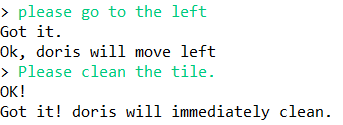 > please go to the left
Got it.
Ok, doris will move left
> Please clean the tile.
OK!
Got it! doris will immediately clean.